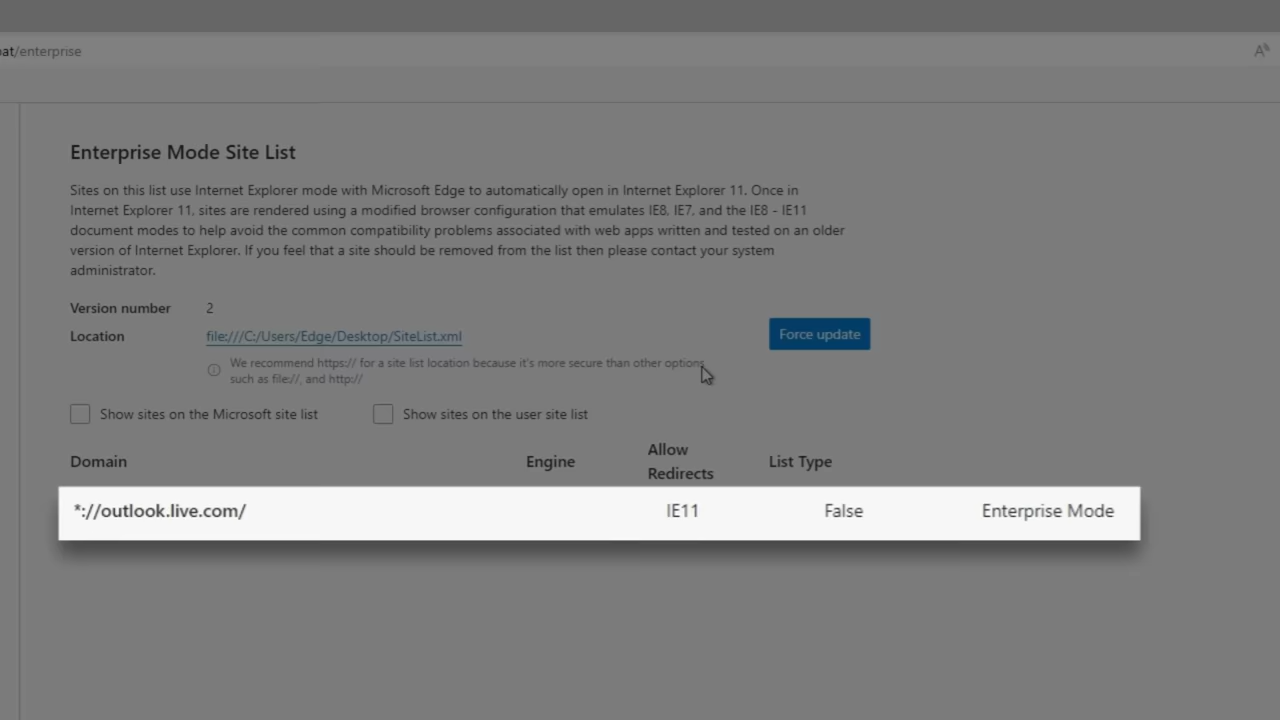 at/enterprise
A
Enterprise Mode Site List
Sites on this list use Internet Explorer mode with Microsoft Edge to automatically open in Internet Explorer 11. Once in
Internet Explorer 11, sites are rendered using a modified browser configuration that emulates IE8, IE7, and the IE8 - IE11
document modes to help avoid the common compatibility problems associated with web apps written and tested on an older
version of Internet Explorer. If you feel that a site should be removed from the list then please contact your system
administrator.
Version number 2
Location file:///C:/Users/Edge/Desktop/SiteList.xml Force update
We recommend https:// for a site list location because it's more secure than other options
such as file://, and http://
Show sites on the Microsoft site list Show sites on the user site list
Domain Engine Allow Redirects List Type
*://outlook.live.com/ IE11 False Enterprise Mode